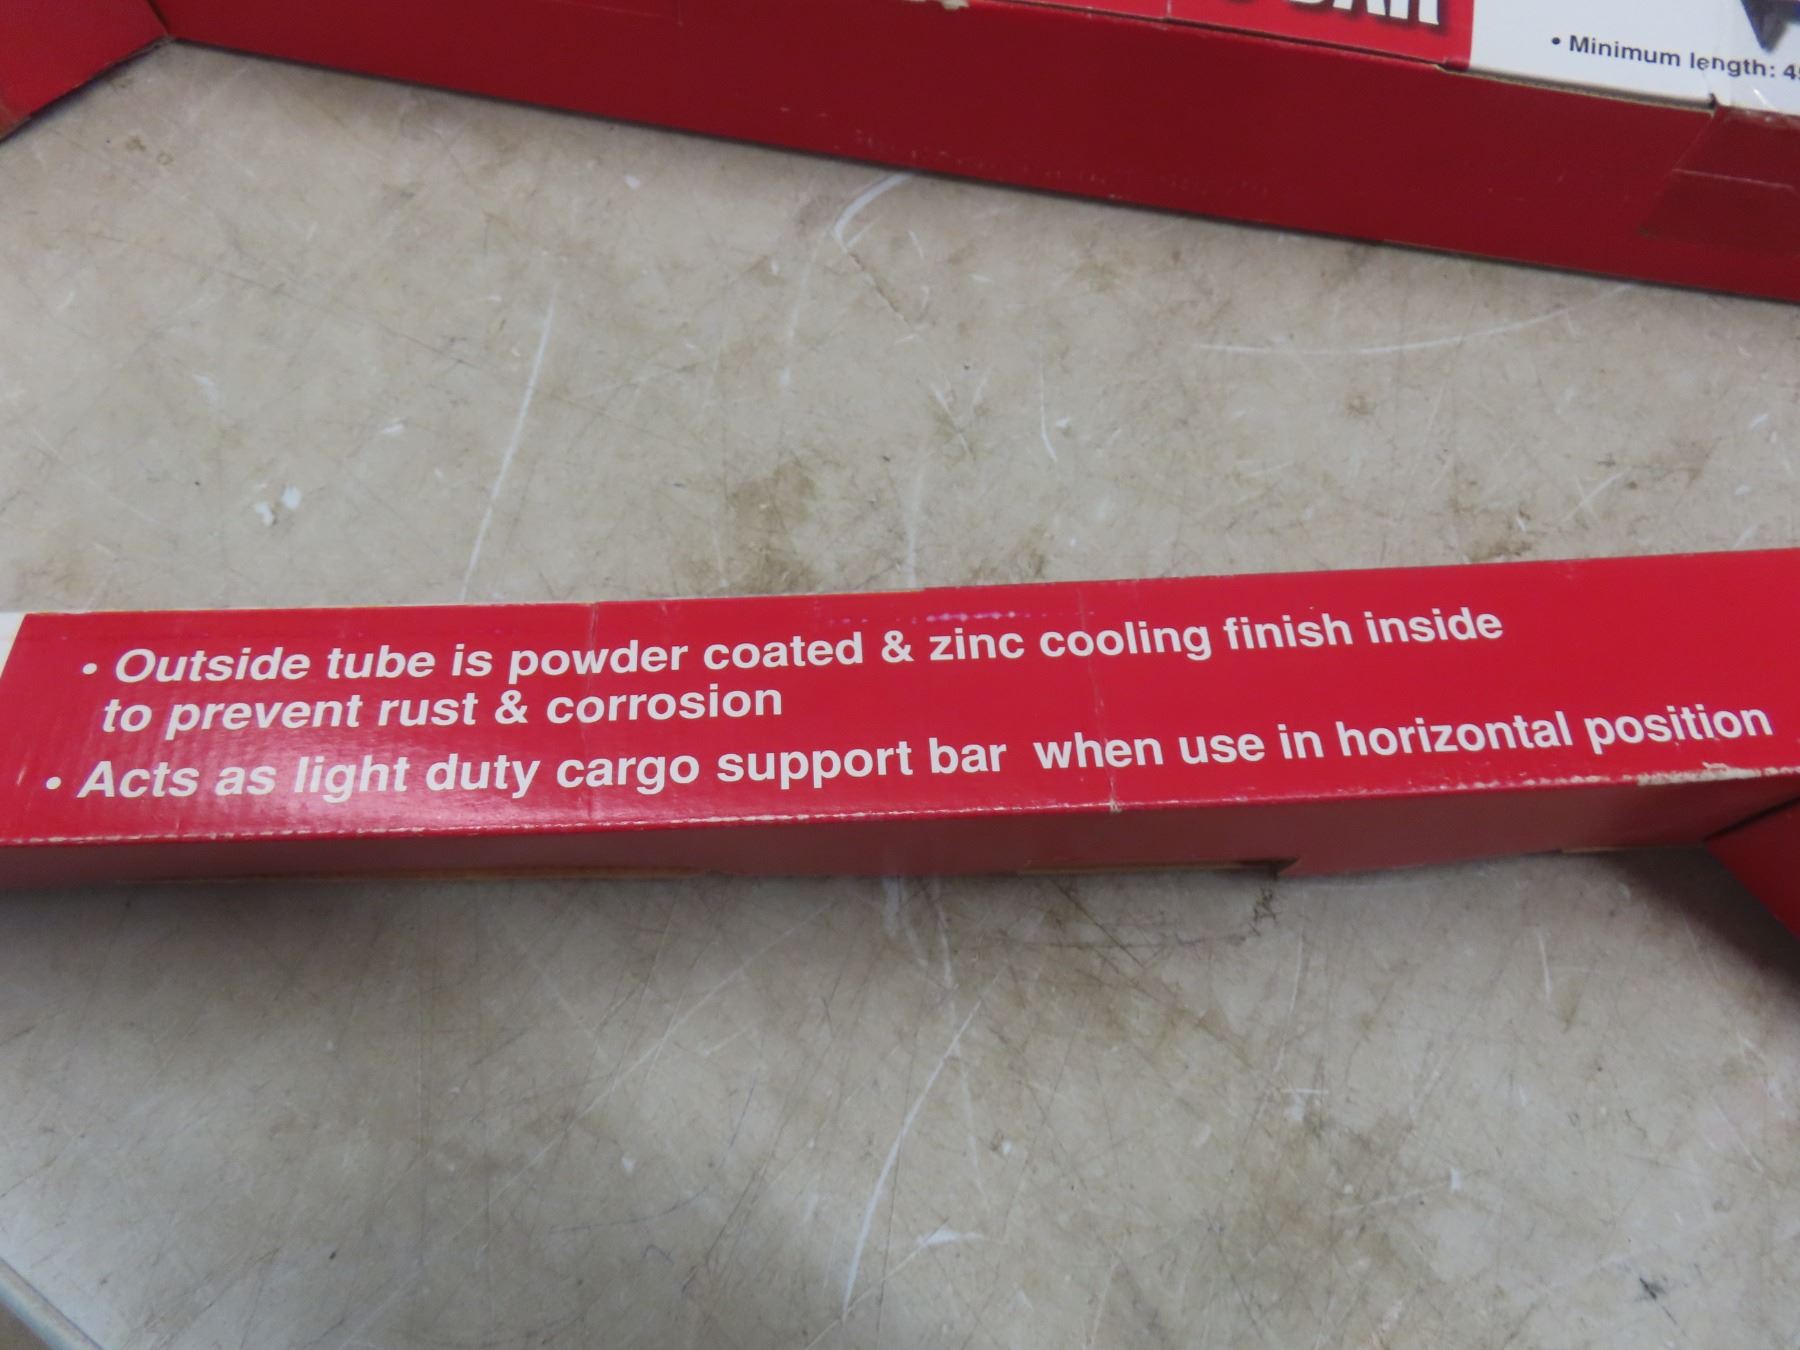 BAR
• Minimum length: 4
• Outside tube is powder coated & zinc cooling finish inside
to prevent rust & corrosion
• Acts as light duty cargo support bar when use in horizontal position